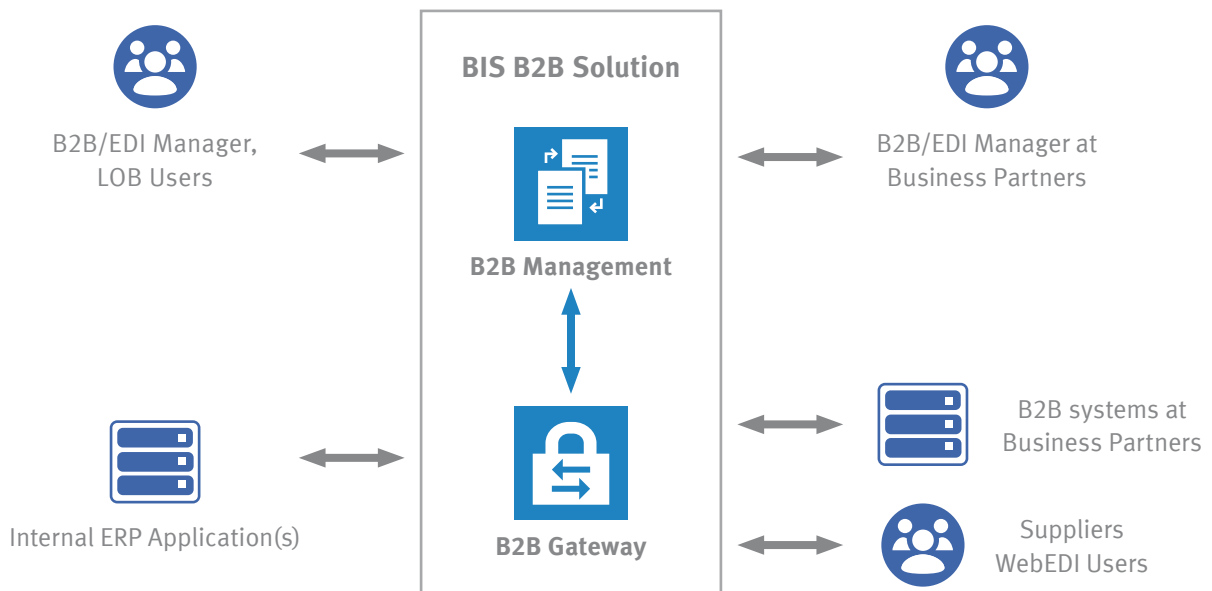 BIS B2B Solution
B2B/EDI Manager,
LOB Users
B2B/EDI Manager at
Business Partners
B2B Management
Internal ERP Application(s)
B2B Gateway
B2B systems at
Business Partners
Suppliers
WebEDI Users